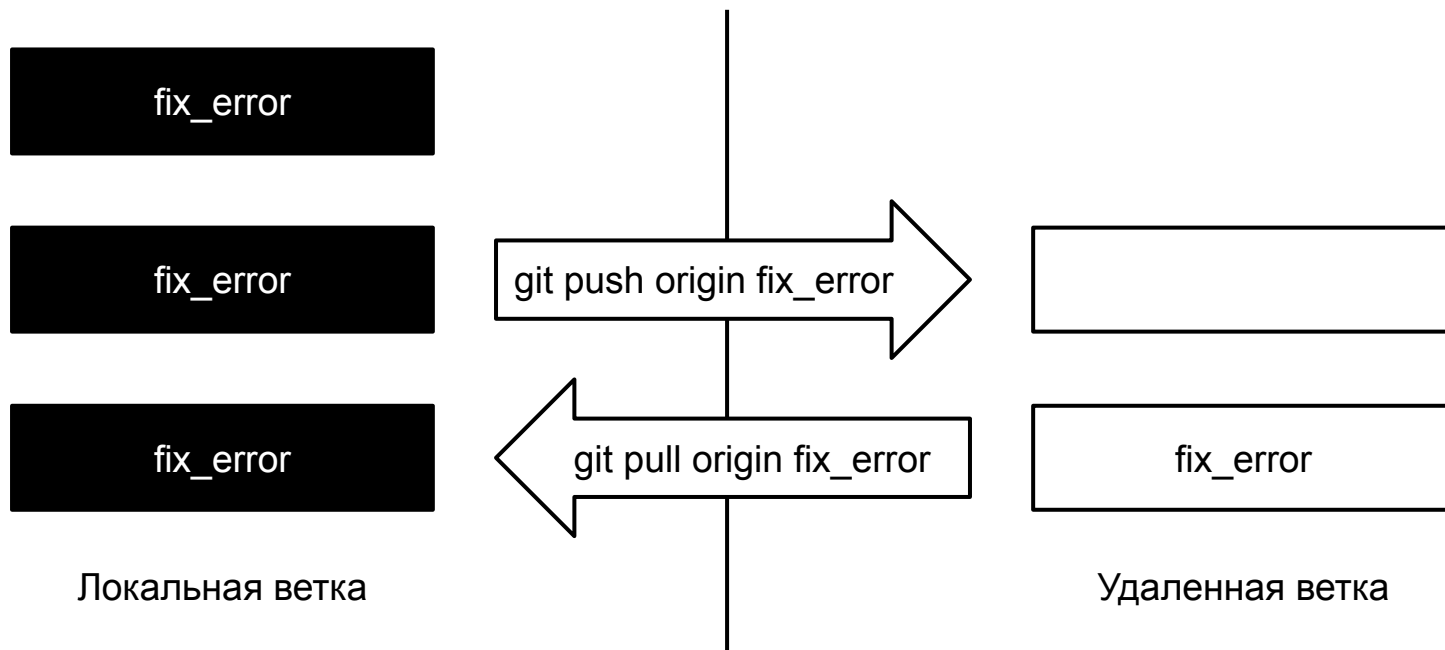 fix_error
fix_error
git push origin fix_error
fix_error
git pull origin fix_error
fix_error
Локальная ветка
Удаленная ветка